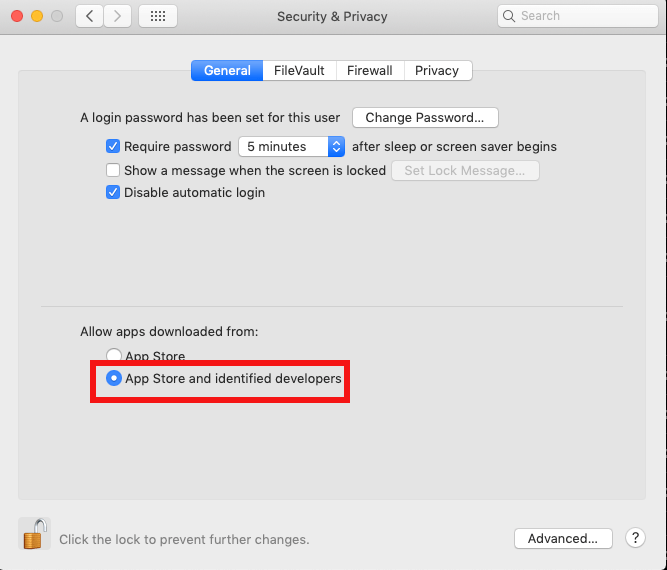 Security & Privacy
Search
General FileVault Firewall Privacy
A login password has been set for this user Change Password...
Require password 5 minutes after sleep or screen saver begins
Show a message when the screen is locked Set Lock Message...
Disable automatic login
Allow apps downloaded from:
App Store
App Store and identified developers
Click the lock to prevent further changes.
Advanced... ?